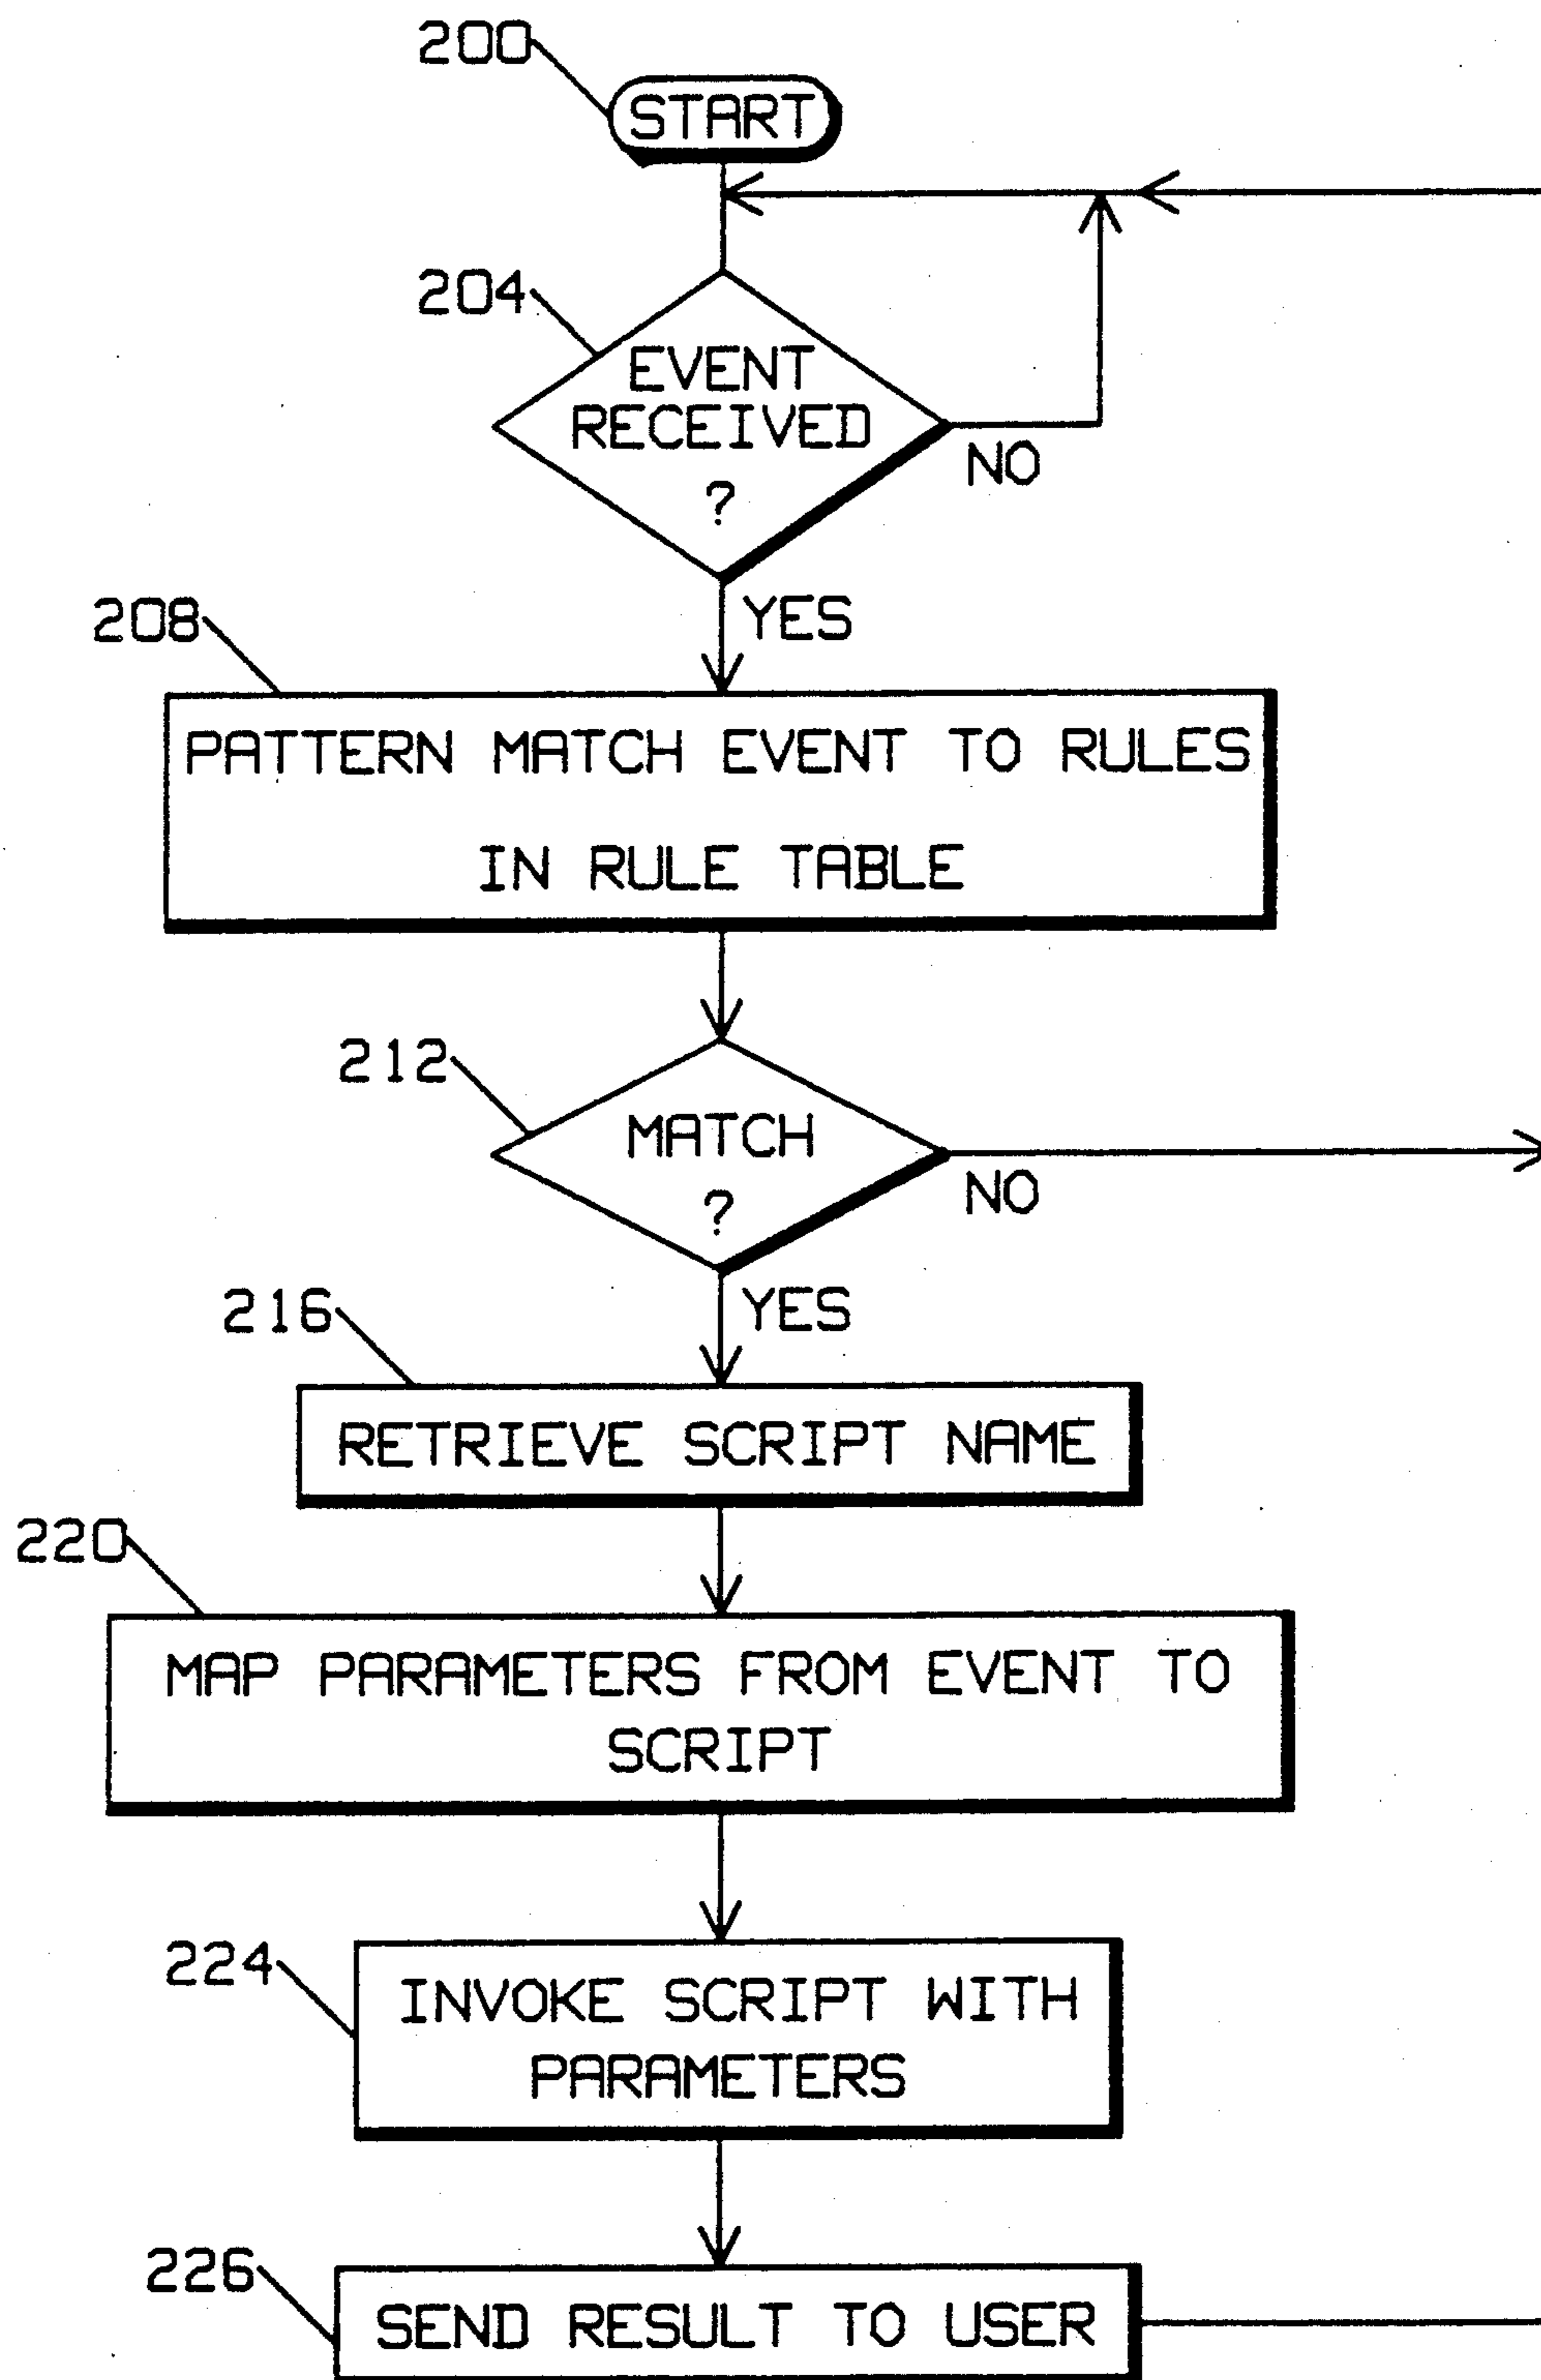 200
START
204
EVENT
RECEIVED
?
NO
YES
208
PATTERN MATCH EVENT TO RULES
IN RULE TABLE
212
MATCH
?
NO
YES
216
RETRIEVE SCRIPT NAME
220
MAP PARAMETERS FROM EVENT TO
SCRIPT
224
INVOKE SCRIPT WITH
PARAMETERS
226
SEND RESULT TO USER